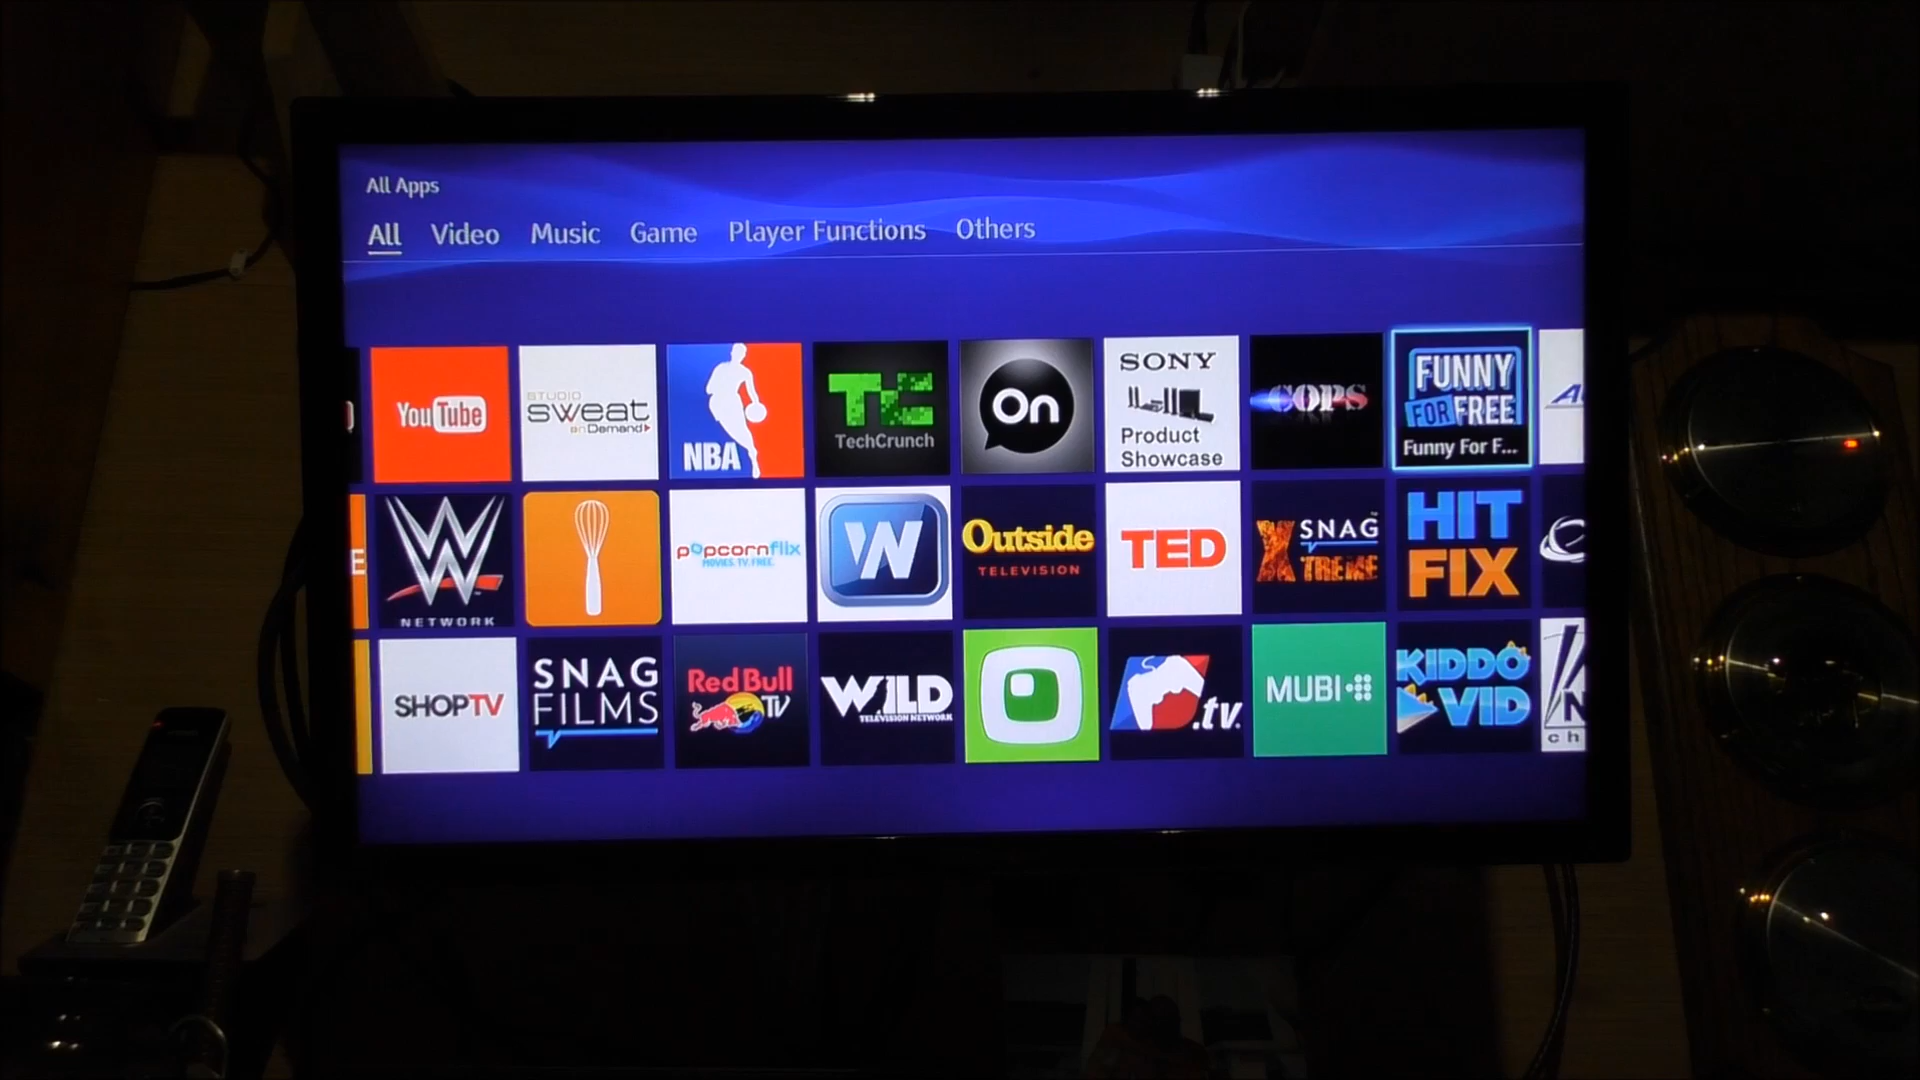 All Apps
All Video Music Game Player Functions Others
YouTube
STUDIO
sweat
onDemand
NBA
TC
TechCrunch
On
SONY
Product
Showcase
COPS
FUNNY
FOR FREE
Funny For F...
E
W
NETWORK
popcornflix
MOVIES. TV. FREE.
W
Outside
TELEVISION
TED
SNAG
XTREME
HIT
FIX
SHOPTV
SNAG
FILMS
Red Bull
TV
WILD
TELEVISION NETWORK
.tv
MUBI
KIDDO
VID
N
ch